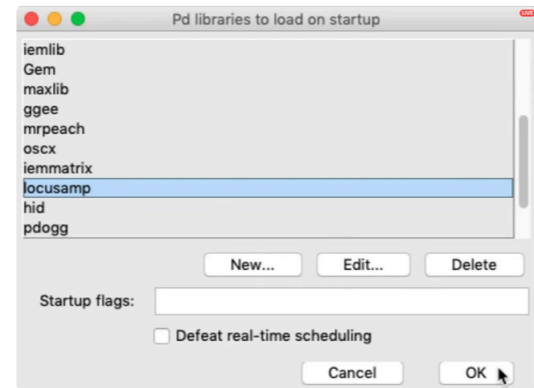 Pd libraries to load on startup
LIVE
iemlib
Gem
maxlib
ggee
mrpeach
oscx
iemmatrix
locusamp
hid
pdogg
New... Edit... Delete
Startup flags:
Defeat real-time scheduling
Cancel OK